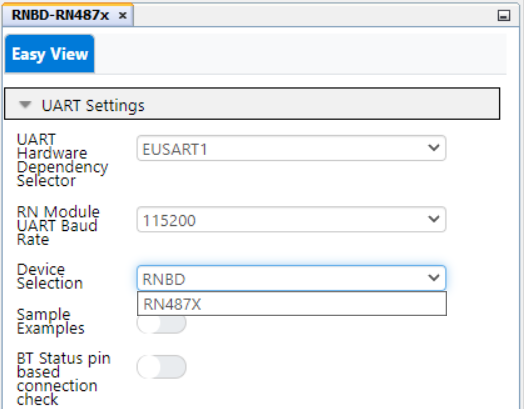 RNBD-RN487x ×
Easy View
UART Settings
UART
Hardware
Dependency
Selector
EUSART1
RN Module
UART Baud
Rate
115200
Device
Selection
RNBD
RN487X
Sample
Examples
BT Status pin
based
connection
check